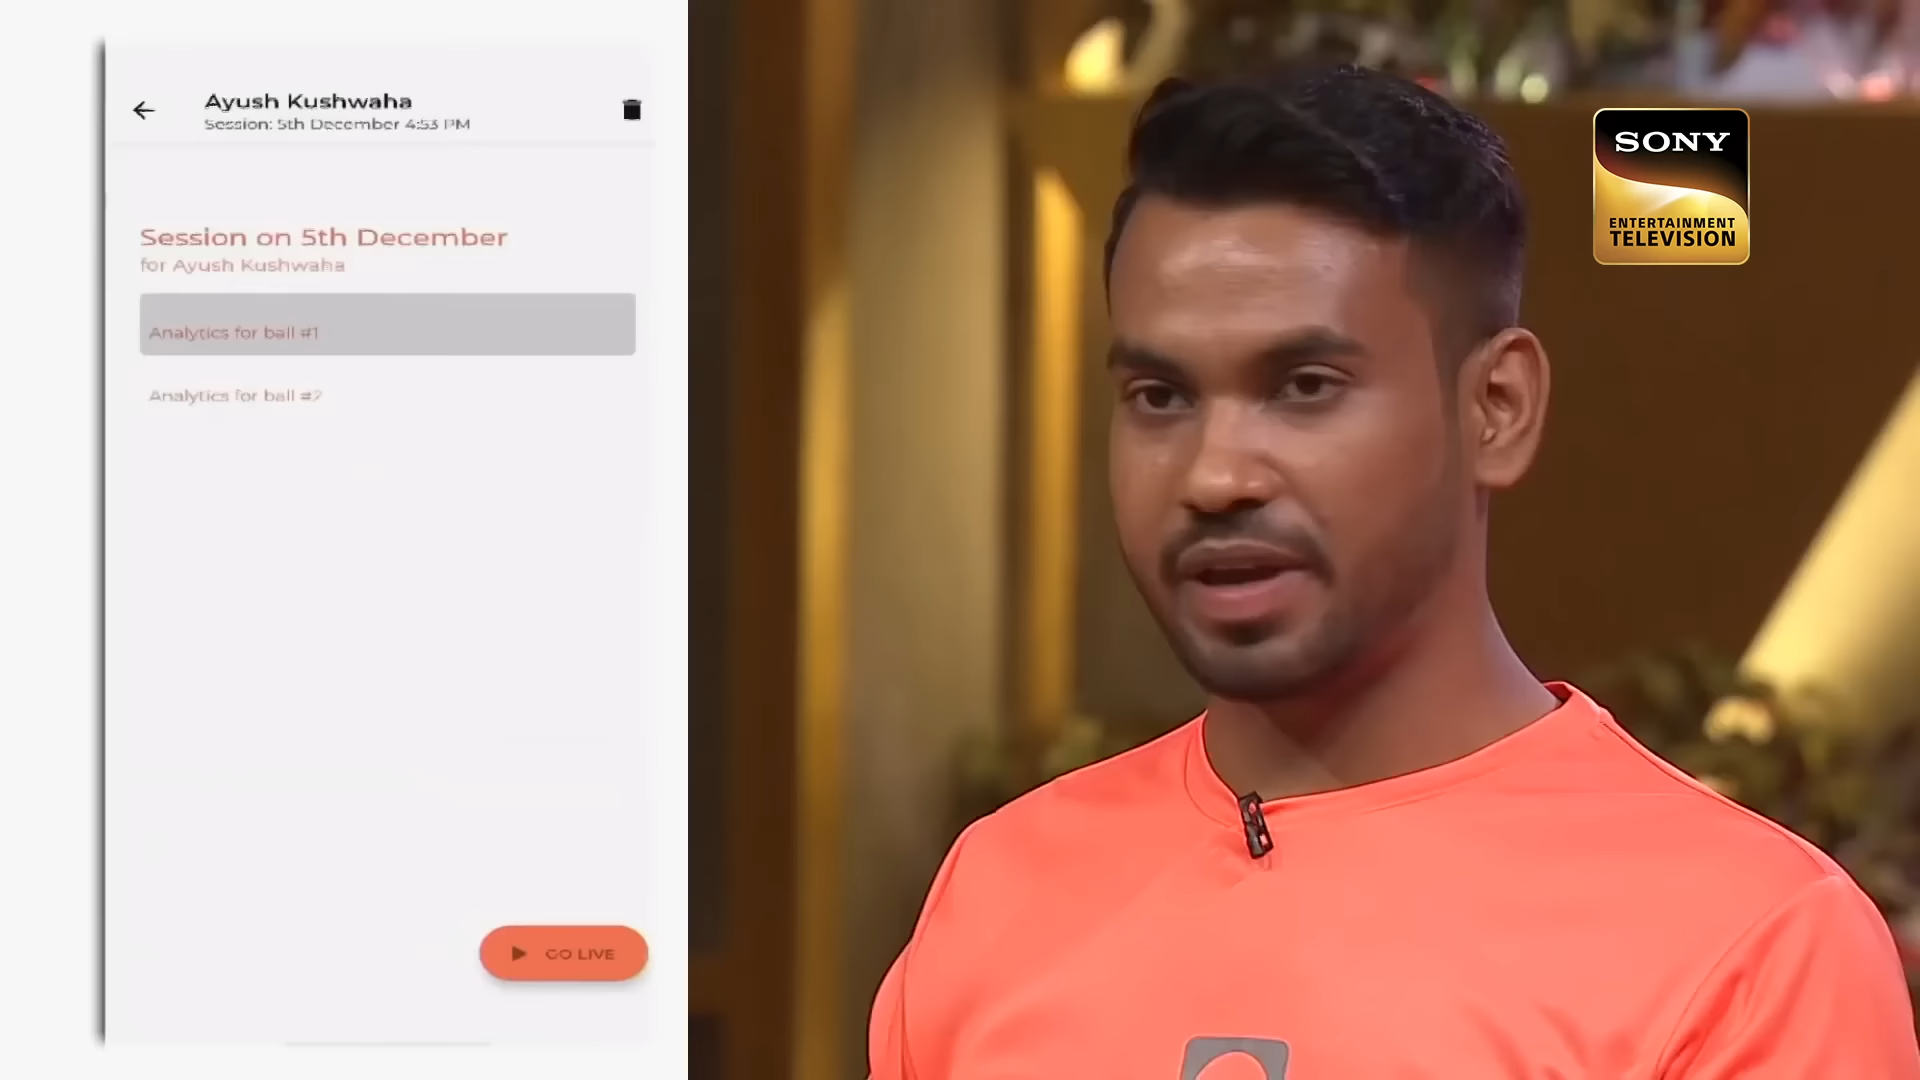 Ayush Kushwaha
Session: 5th December 4:53 PM
Session on 5th December
for Ayush Kushwaha
Analytics for ball #1
Analytics for ball #2
GO LIVE
SONY
ENTERTAINMENT
TELEVISION